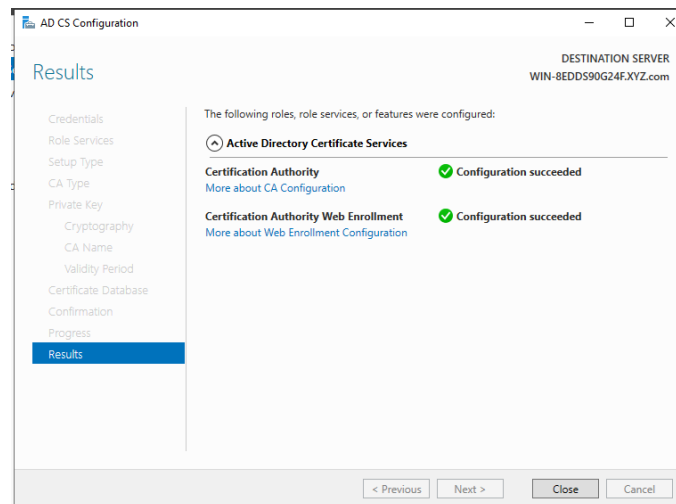 AD CS Configuration
DESTINATION SERVER
WIN-8EDDS90G24F.XYZ.com
Results
Credentials
Role Services
Setup Type
CA Type
Private Key
Cryptography
CA Name
Validity Period
Certificate Database
Confirmation
Progress
Results
The following roles, role services, or features were configured:
Active Directory Certificate Services
Certification Authority Configuration succeeded
More about CA Configuration
Certification Authority Web Enrollment Configuration succeeded
More about Web Enrollment Configuration
< Previous Next > Close Cancel